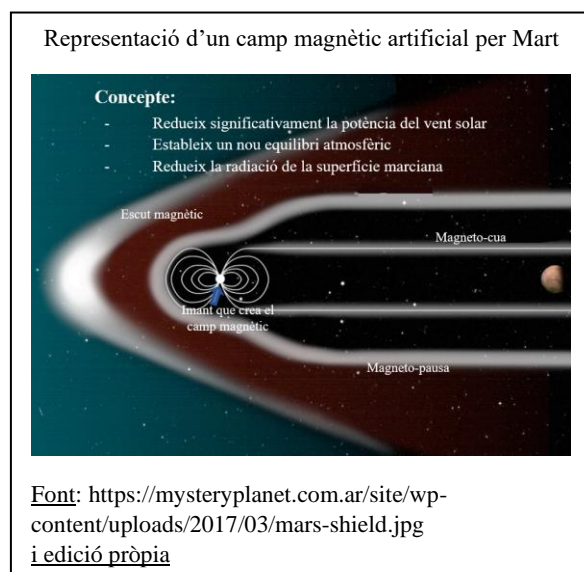 Representació d'un camp magnètic artificial per Mart
Concepte:
- Redueix significativament la potència del vent solar
- Estableix un nou equilibri atmosfèric
- Redueix la radiació de la superfície marciana
Escut magnètic
Magneto-cua
Imant que crea el
camp magnètic
Magneto-pausa
Font: https://mysteryplanet.com.ar/site/wp-
content/uploads/2017/03/mars-shield.jpg
i edició pròpia